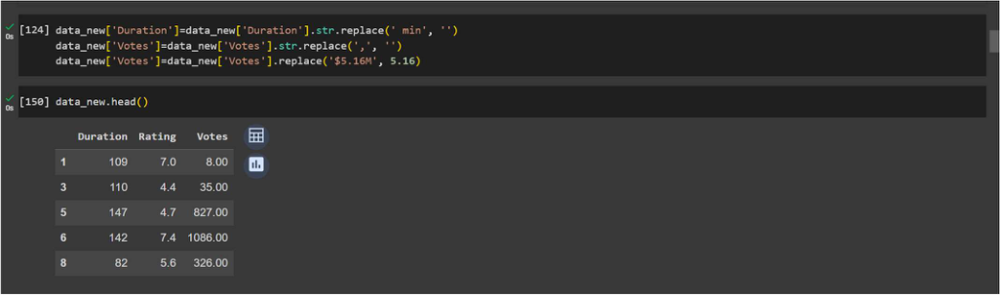 [124] data_new['Duration']=data_new['Duration'].str.replace(' min', '')
0s
data_new['Votes']=data_new['Votes'].str.replace(',', '')
data_new['Votes']=data_new['Votes'].replace('$5.16M', 5.16)
[150] data_new.head()
0s
Duration Rating Votes
1 109 7.0 8.00
3 110 4.4 35.00
5 147 4.7 827.00
6 142 7.4 1086.00
8 82 5.6 326.00